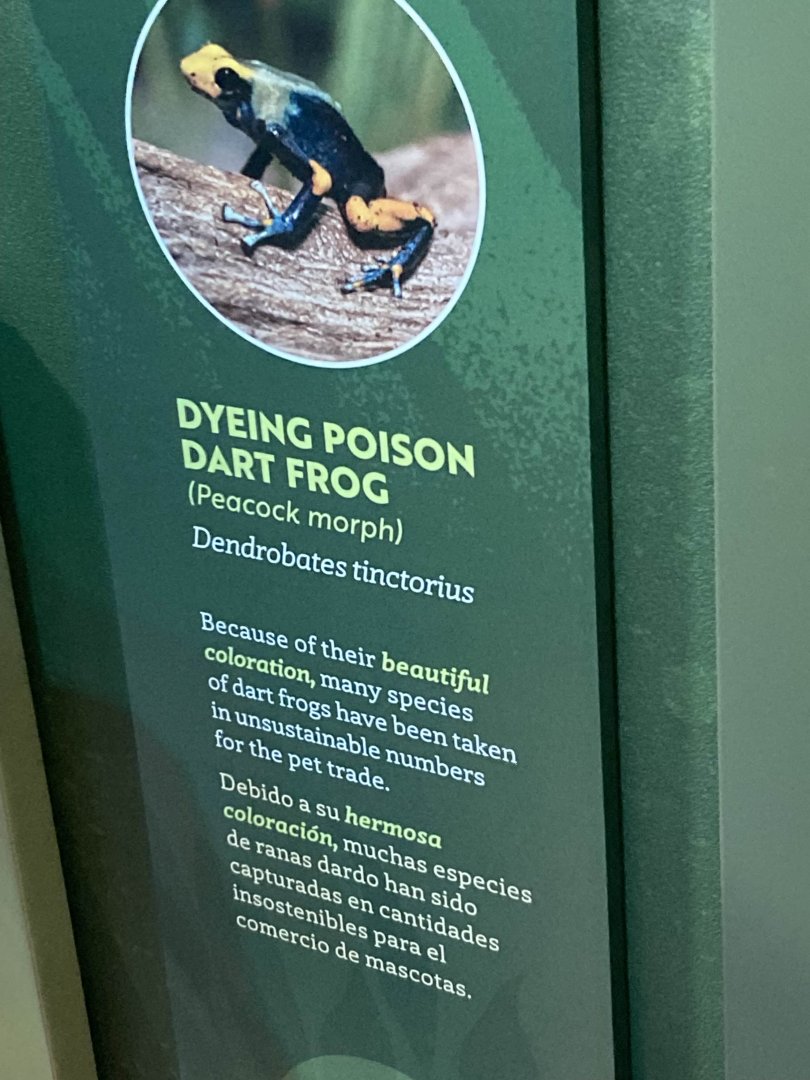 DYEING POISON
DART FROG
(Peacock morph)
Dendrobates tinctorius
Because of their beautiful
coloration, many species
of dart frogs have been taken
in unsustainable numbers
for the pet trade.
Debido a su hermosa
coloración, muchas especies
de ranas dardo han sido
capturadas en cantidades
insostenibles para el
comercio de mascotas.